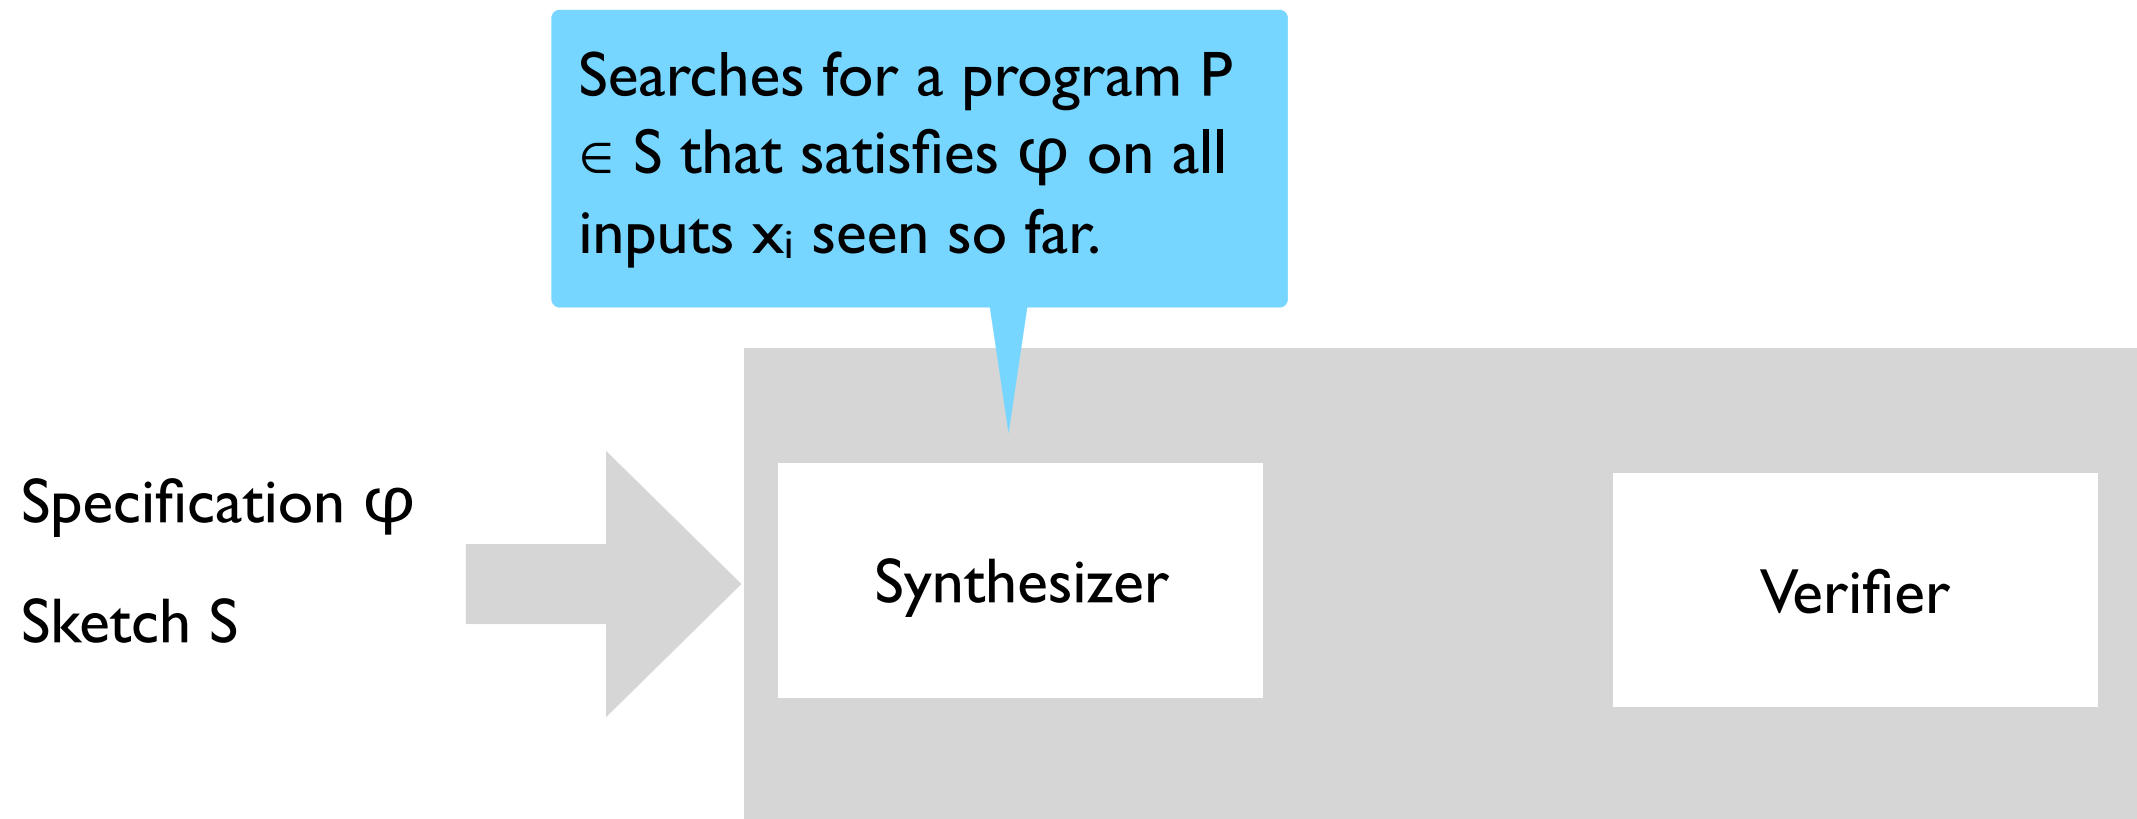 Searches for a program P
∈ S that satisfies φ on all
inputs xᵢ seen so far.
Specification φ
Sketch S
Synthesizer
Verifier